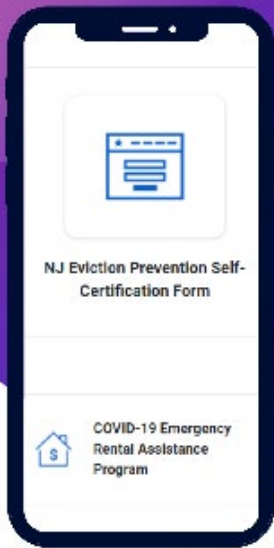 NJ Eviction Prevention Self-
Certification Form
$
COVID-19 Emergency
Rental Assistance
Program